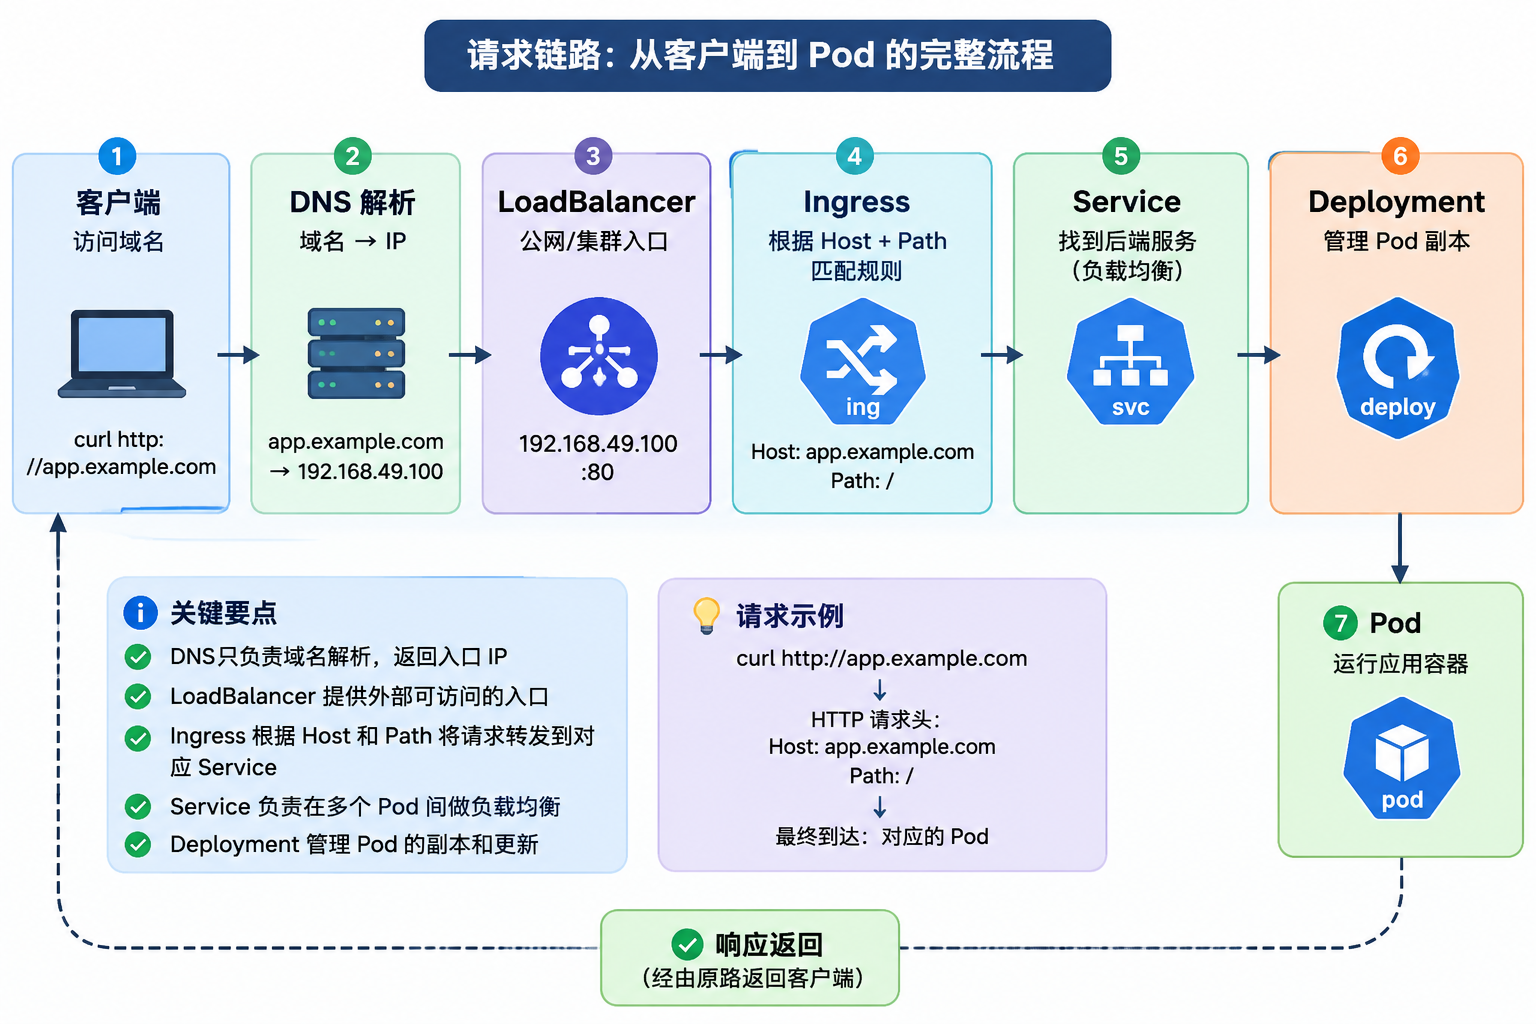 请求链路：从客户端到 Pod 的完整流程
1
客户端
访问域名
curl http:
//app.example.com
2
DNS 解析
域名 → IP
app.example.com
→ 192.168.49.100
3
LoadBalancer
公网/集群入口
192.168.49.100
:80
4
Ingress
根据 Host + Path
匹配规则
ing
Host: app.example.com
Path: /
5
Service
找到后端服务
（负载均衡）
svc
6
Deployment
管理 Pod 副本
deploy
7 Pod
运行应用容器
pod
i 关键要点
DNS只负责域名解析，返回入口 IP
LoadBalancer 提供外部可访问的入口
Ingress 根据 Host 和 Path 将请求转发到对
应 Service
Service 负责在多个 Pod 间做负载均衡
Deployment 管理 Pod 的副本和更新
请求示例
curl http://app.example.com
↓
HTTP 请求头：
Host: app.example.com
Path: /
↓
最终到达：对应的 Pod
响应返回
（经由原路返回客户端）